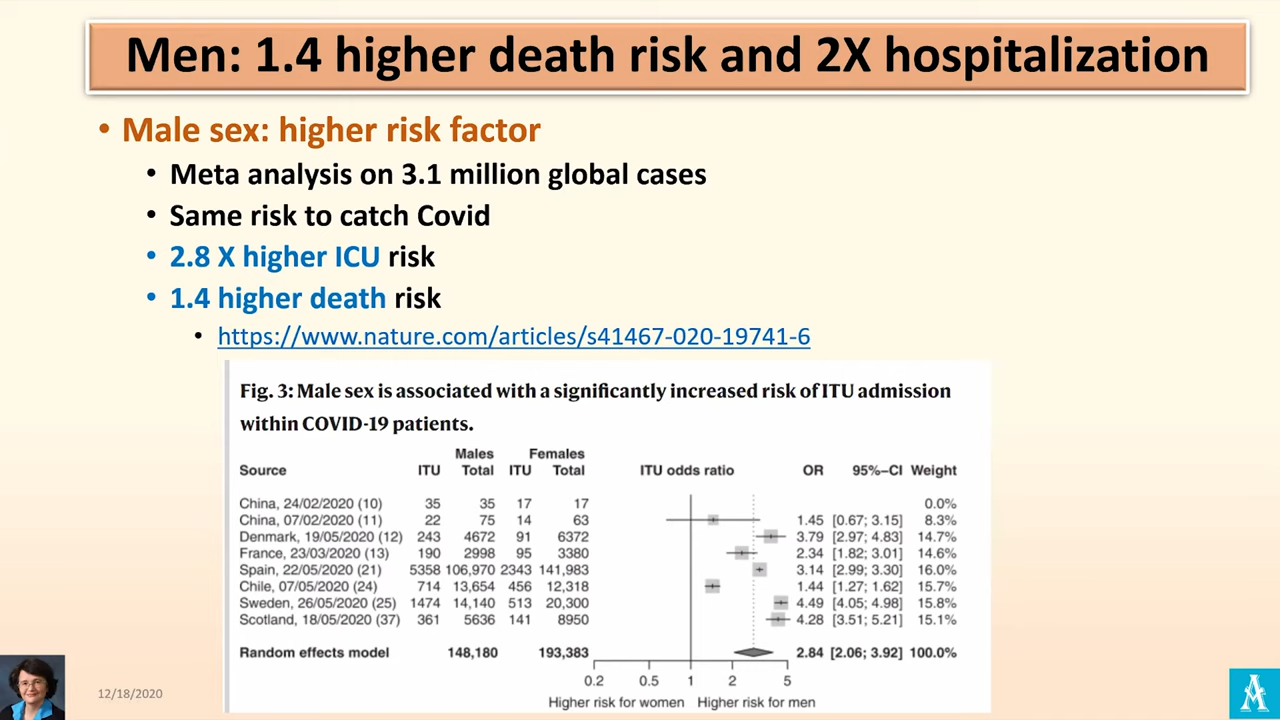 Men: 1.4 higher death risk and 2X hospitalization
• Male sex: higher risk factor
• Meta analysis on 3.1 million global cases
• Same risk to catch Covid
• 2.8 X higher ICU risk
• 1.4 higher death risk
• https://www.nature.com/articles/s41467-020-19741-6
Fig. 3: Male sex is associated with a significantly increased risk of ITU admission
within COVID-19 patients.
Males Females
Source ITU Total ITU Total ITU odds ratio OR 95%–CI Weight
China, 24/02/2020 (10) 35 35 17 17 0.0%
China, 07/02/2020 (11) 22 75 14 63 1.45 [0.67; 3.15] 8.3%
Denmark, 19/05/2020 (12) 243 4672 91 6372 3.79 [2.97; 4.83] 14.7%
France, 23/03/2020 (13) 190 2998 95 3380 2.34 [1.82; 3.01] 14.6%
Spain, 22/05/2020 (21) 5358 106,970 2343 141,983 3.14 [2.99; 3.30] 16.0%
Chile, 07/05/2020 (24) 714 13,654 456 12,318 1.44 [1.27; 1.62] 15.7%
Sweden, 26/05/2020 (25) 1474 14,140 513 20,300 4.49 [4.05; 4.98] 15.8%
Scotland, 18/05/2020 (37) 361 5636 141 8950 4.28 [3.51; 5.21] 15.1%
Random effects model 148,180 193,383 2.84 [2.06; 3.92] 100.0%
0.2 0.5 1 2 5
Higher risk for women Higher risk for men
12/18/2020
A